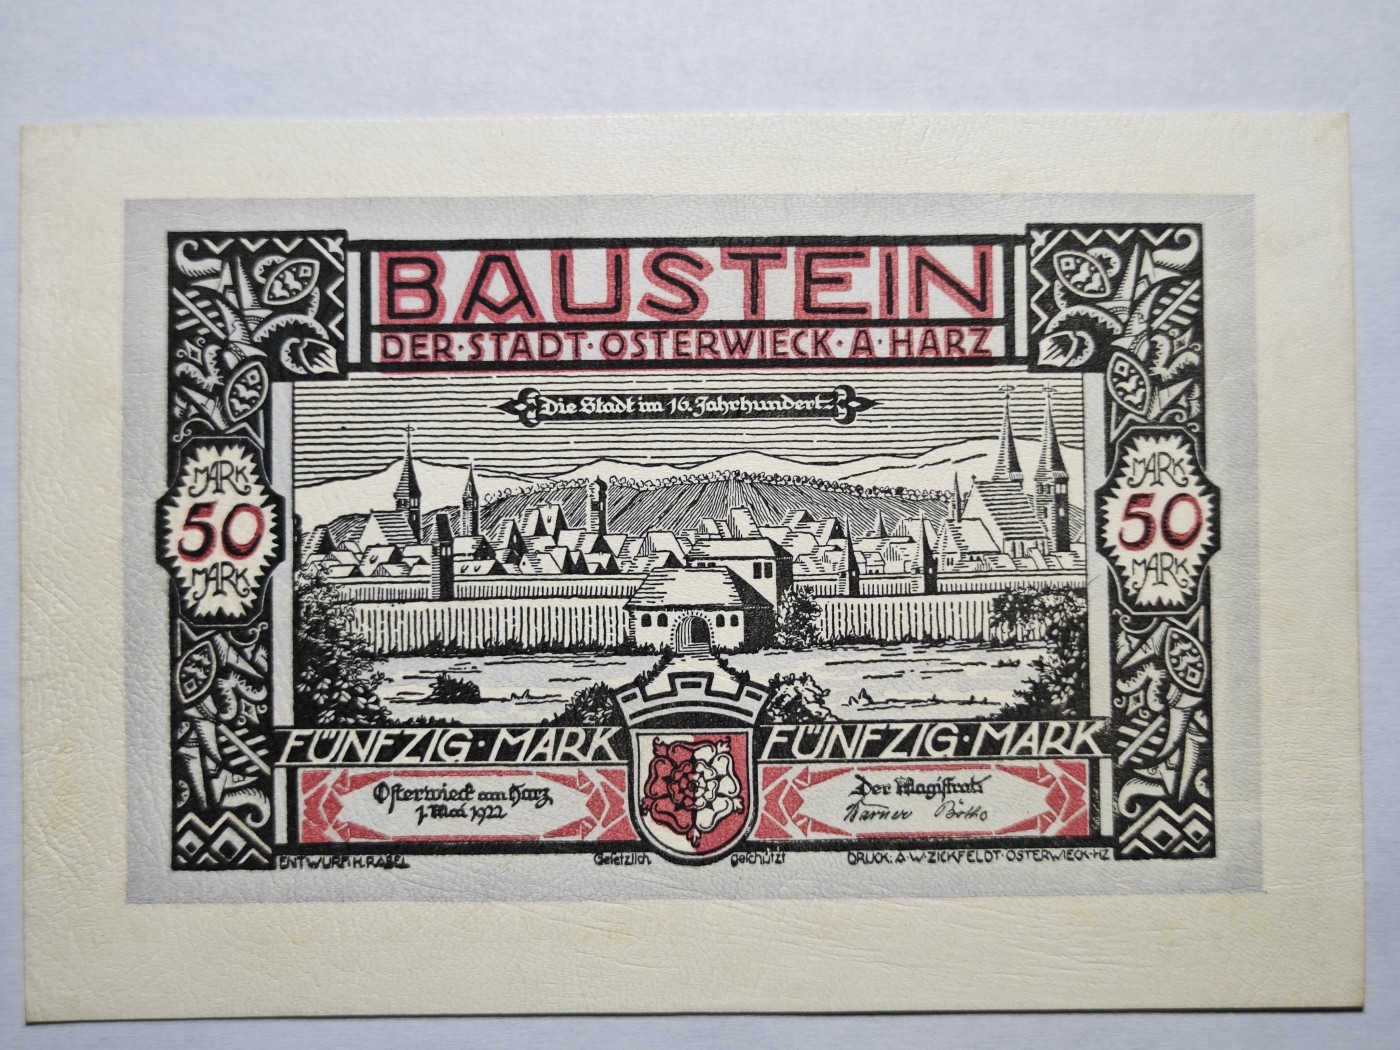 BAUSTEIN
DER·STADT·OSTERWIECK·A·HARZ
Die Stadt im 16. Jahrhundert
MARK
50
MARK
MARK
50
MARK
FÜNFZIG·MARK
FÜNFZIG·MARK
Osterwieck am Harz
1. Mai 1922
Der Magistrat
ENTWURF: H. RABEL
Gesetzlich
geschützt
DRUCK: A·W·ZICKFELDT·OSTERWIECK·HZ